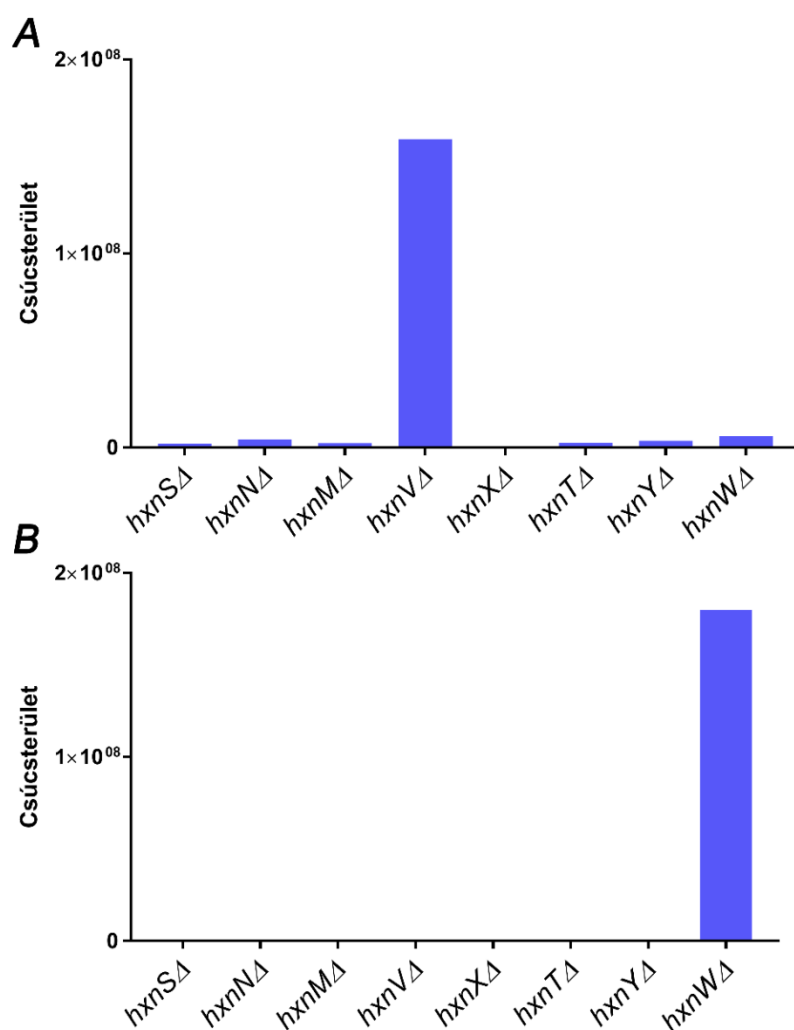 A
2×10⁰⁸
Csúcsterület
1×10⁰⁸
0
hxnSΔ hxnNΔ hxnMΔ hxnVΔ hxnXΔ hxnTΔ hxnYΔ hxnWΔ
B
2×10⁰⁸
Csúcsterület
1×10⁰⁸
0
hxnSΔ hxnNΔ hxnMΔ hxnVΔ hxnXΔ hxnTΔ hxnYΔ hxnWΔ